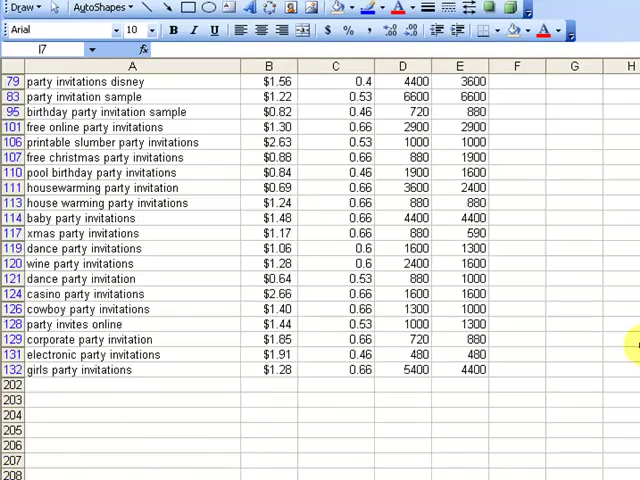 Draw AutoShapes
Arial 10 B I U $ % ,
I7 fx
A B C D E F G H
79 party invitations disney $1.56 0.4 4400 3600
83 party invitation sample $1.22 0.53 6600 6600
95 birthday party invitation sample $0.82 0.46 720 880
101 free online party invitations $1.30 0.66 2900 2900
106 printable slumber party invitations $2.63 0.53 1000 1000
107 free christmas party invitations $0.88 0.66 880 1900
110 pool birthday party invitations $0.84 0.46 1900 1600
111 housewarming party invitation $0.69 0.66 3600 2400
113 house warming party invitations $1.24 0.66 880 880
114 baby party invitations $1.48 0.66 4400 4400
117 xmas party invitations $1.17 0.66 880 590
119 dance party invitations $1.06 0.6 1600 1300
120 wine party invitations $1.28 0.6 2400 1600
121 dance party invitation $0.64 0.53 880 1000
124 casino party invitations $2.66 0.66 1600 1600
126 cowboy party invitations $1.40 0.66 1300 1000
128 party invites online $1.44 0.53 1000 1300
129 corporate party invitation $1.85 0.66 720 880
131 electronic party invitations $1.91 0.46 480 480
132 girls party invitations $1.28 0.66 5400 4400
202
203
204
205
206
207
208